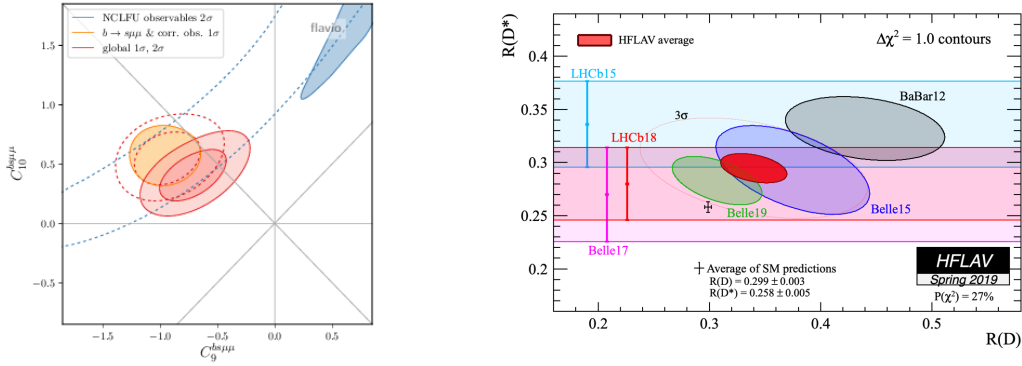 NCLFU observables 2σ
b → sμμ & corr. obs. 1σ
global 1σ, 2σ
flavio
1.5
1.0
0.5
0.0
−0.5
−1.5
−1.0
−0.5
0.0
0.5
C_10^{bsμμ}
C_9^{bsμμ}
R(D*)
HFLAV average
Δχ² = 1.0 contours
0.4
0.35
0.3
0.25
0.2
LHCb15
BaBar12
3σ
LHCb18
Belle19
Belle15
Belle17
Average of SM predictions
R(D) = 0.299 ± 0.003
R(D*) = 0.258 ± 0.005
HFLAV
Spring 2019
P(χ²) = 27%
0.2
0.3
0.4
0.5
R(D)